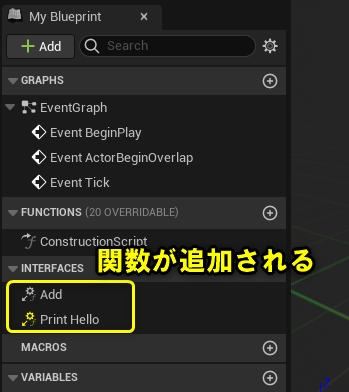 My Blueprint
Add
Search
GRAPHS
EventGraph
Event BeginPlay
Event ActorBeginOverlap
Event Tick
FUNCTIONS (20 OVERRIDABLE)
ConstructionScript
INTERFACES
関数が追加される
Add
Print Hello
MACROS
VARIABLES
Z